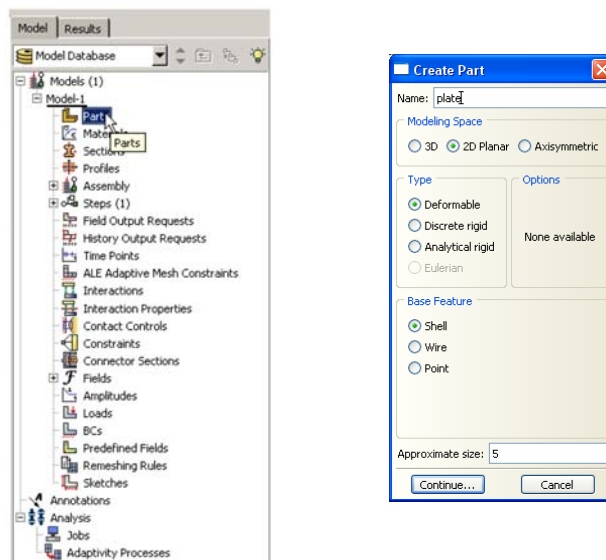 Model Results
Model Database
Models (1)
Model-1
Parts
Parts
Sections
Profiles
Assembly
Steps (1)
Field Output Requests
History Output Requests
Time Points
ALE Adaptive Mesh Constraints
Interactions
Interaction Properties
Contact Controls
Constraints
Connector Sections
Fields
Amplitudes
Loads
BCs
Predefined Fields
Remeshing Rules
Sketches
Annotations
Analysis
Jobs
Adaptivity Processes
Create Part
Name: plate
Modeling Space
3D 2D Planar Axisymmetric
Type
Deformable
Discrete rigid
Analytical rigid
Eulerian
Options
None available
Base Feature
Shell
Wire
Point
Approximate size: 5
Continue... Cancel